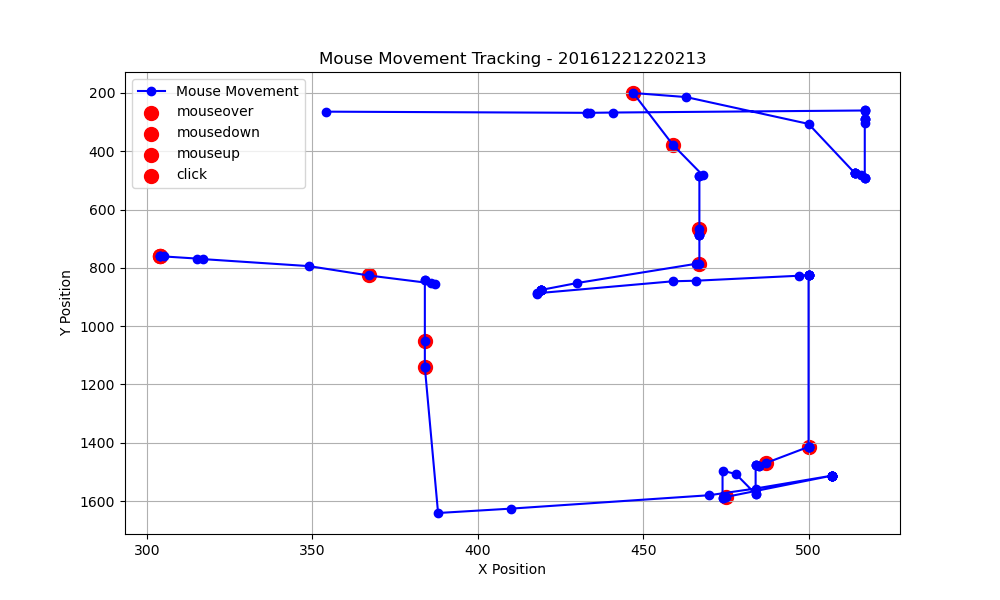 Mouse Movement Tracking - 20161221220213
Mouse Movement
mouseover
mousedown
mouseup
click
200
400
600
800
1000
1200
1400
1600
Y Position
300
350
400
450
500
X Position